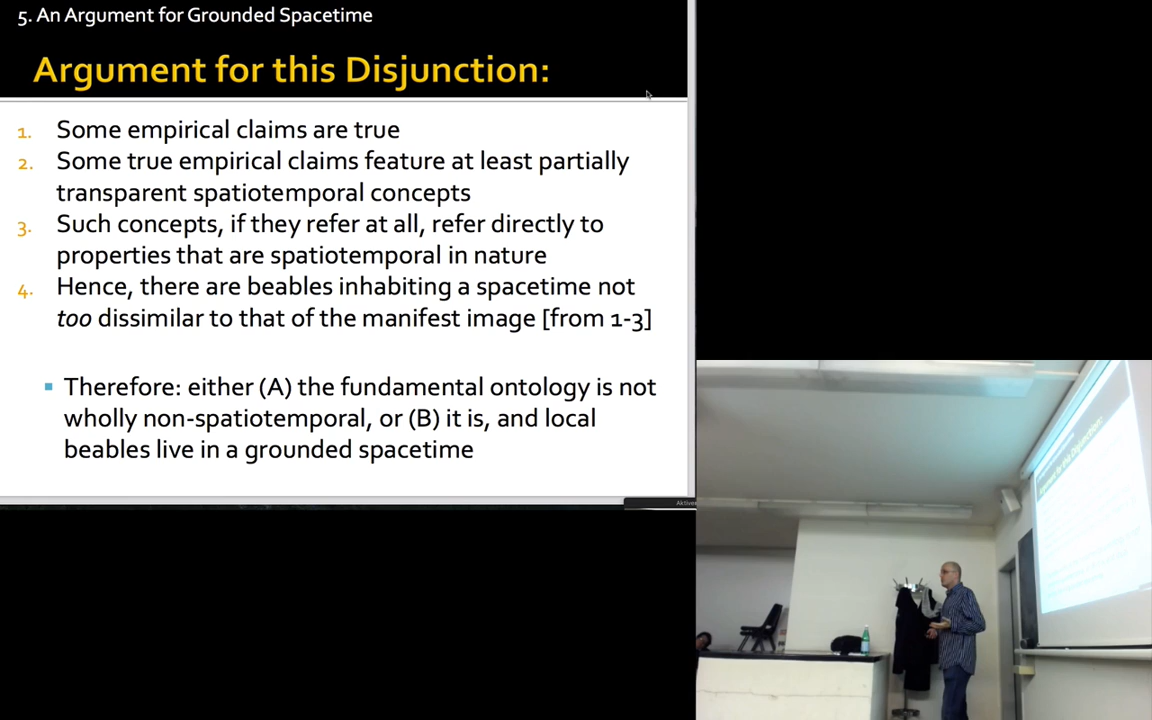 5. An Argument for Grounded Spacetime
Argument for this Disjunction:
1. Some empirical claims are true
2. Some true empirical claims feature at least partially
transparent spatiotemporal concepts
3. Such concepts, if they refer at all, refer directly to
properties that are spatiotemporal in nature
4. Hence, there are beables inhabiting a spacetime not
too dissimilar to that of the manifest image [from 1-3]
▪ Therefore: either (A) the fundamental ontology is not
wholly non-spatiotemporal, or (B) it is, and local
beables live in a grounded spacetime
Argument for this Disjunction: